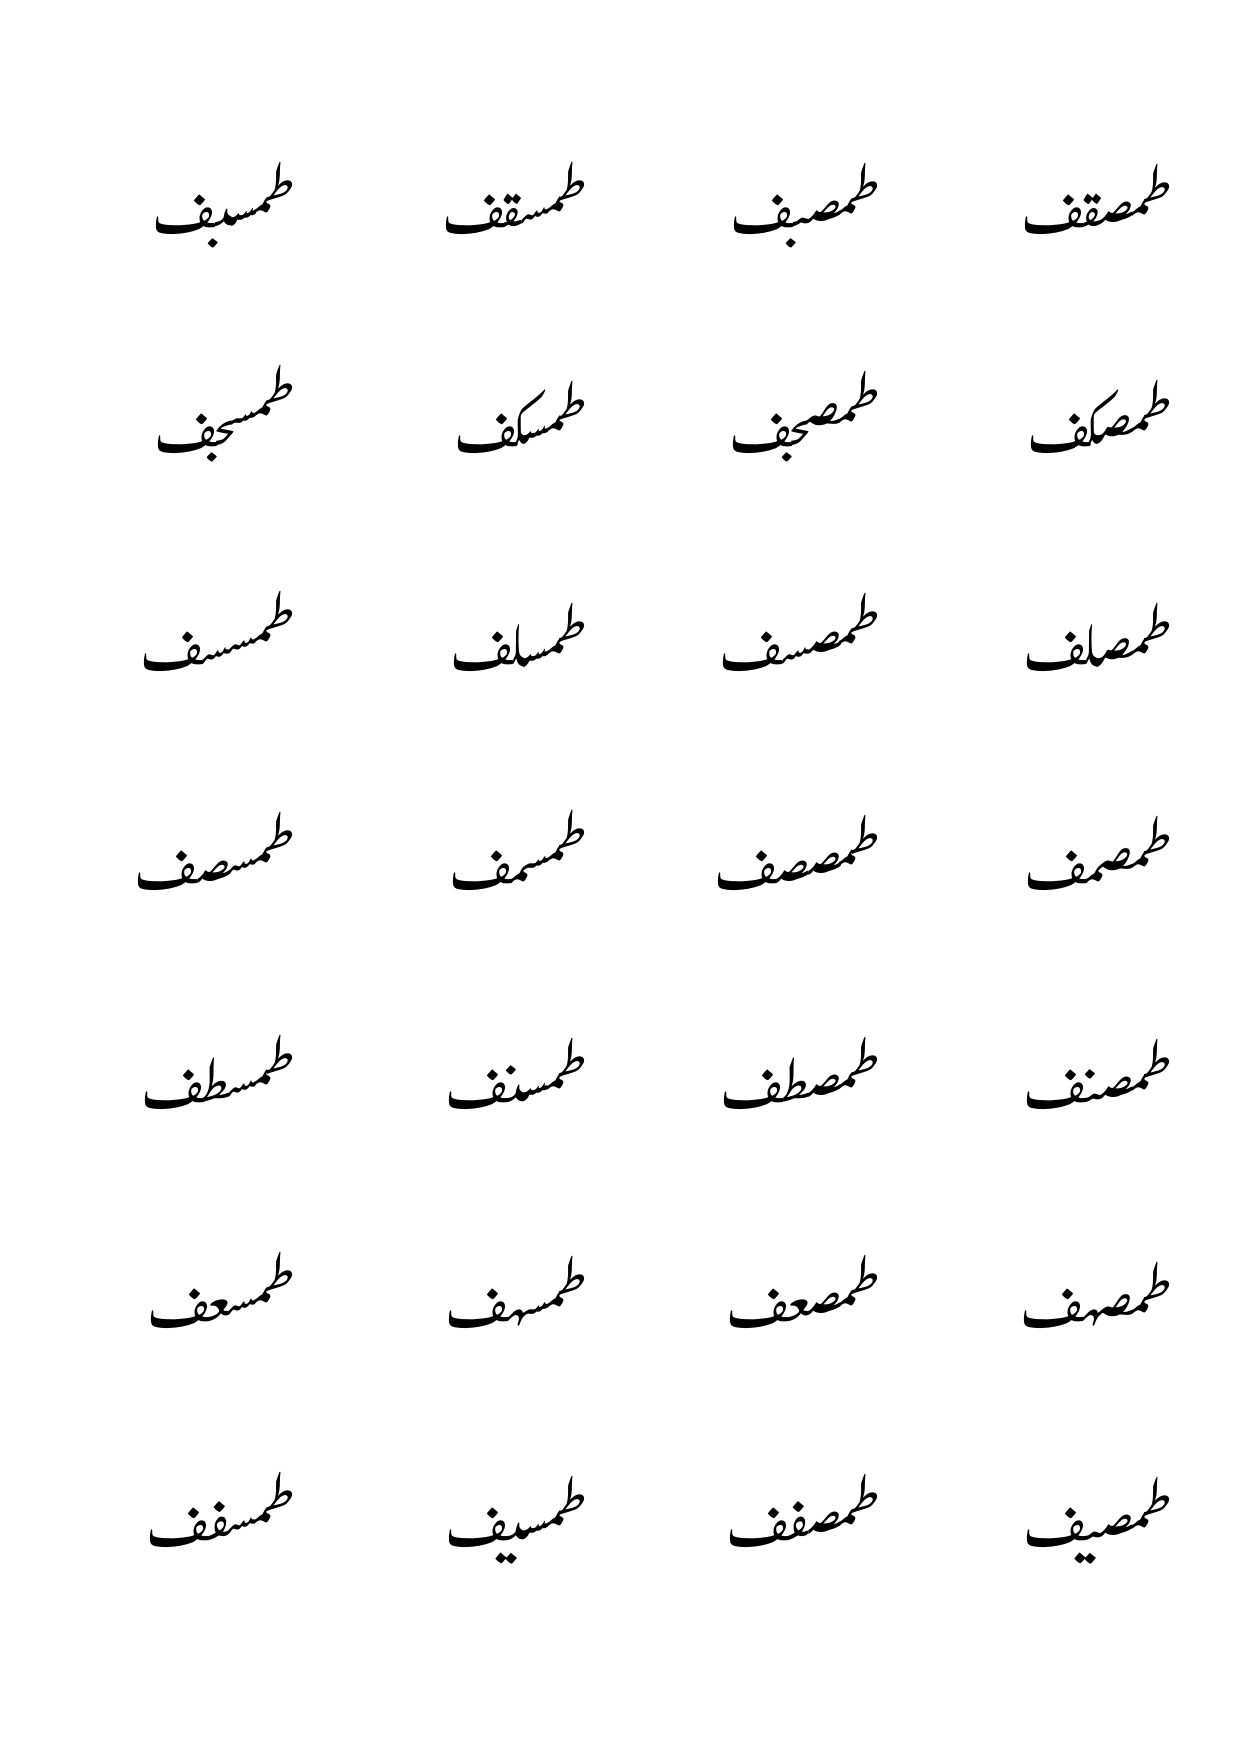 طمصقف طمصبف طمسقف طمسبف
طمصكف طمصجف طمسكف طمسجف
طمصلف طمصسف طمسلف طمسسف
طمصمف طمصصف طمسمف طمسصف
طمصنف طمصطف طمسنف طمسطف
طمصهف طمصعف طمسهف طمسعف
طمصيف طمصفف طمسيف طمسفف